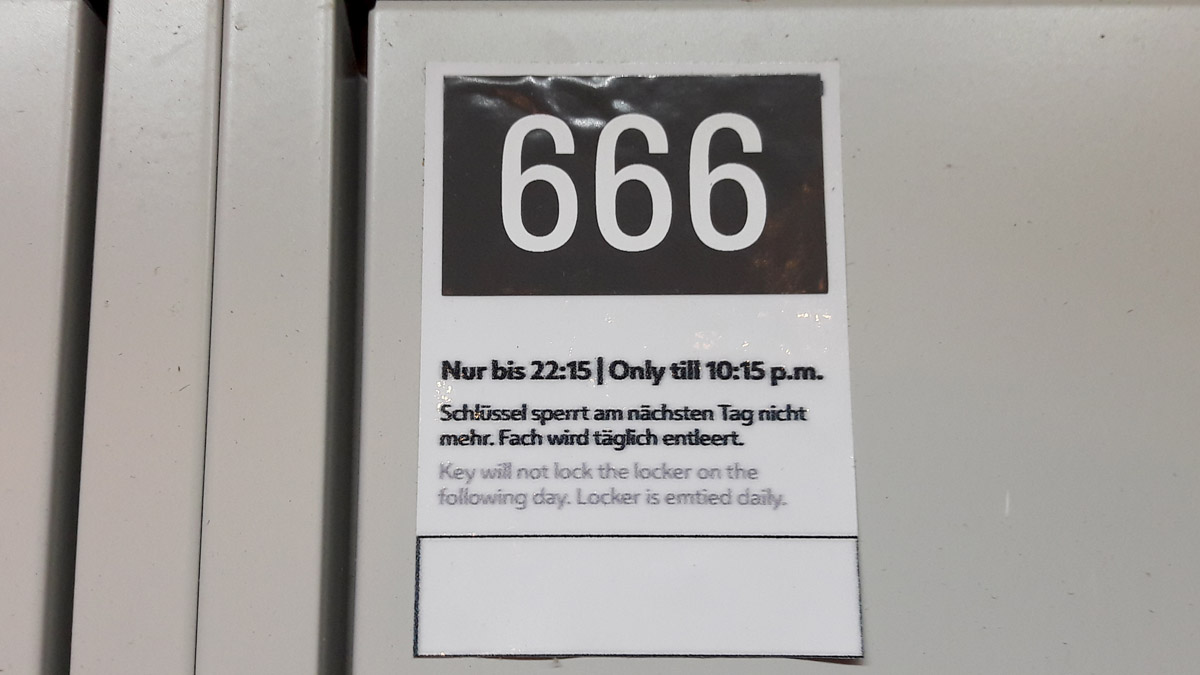 666
Nur bis 22:15 | Only till 10:15 p.m.
Schlüssel sperrt am nächsten Tag nicht
mehr. Fach wird täglich entleert.
Key will not lock the locker on the
following day. Locker is emtied daily.